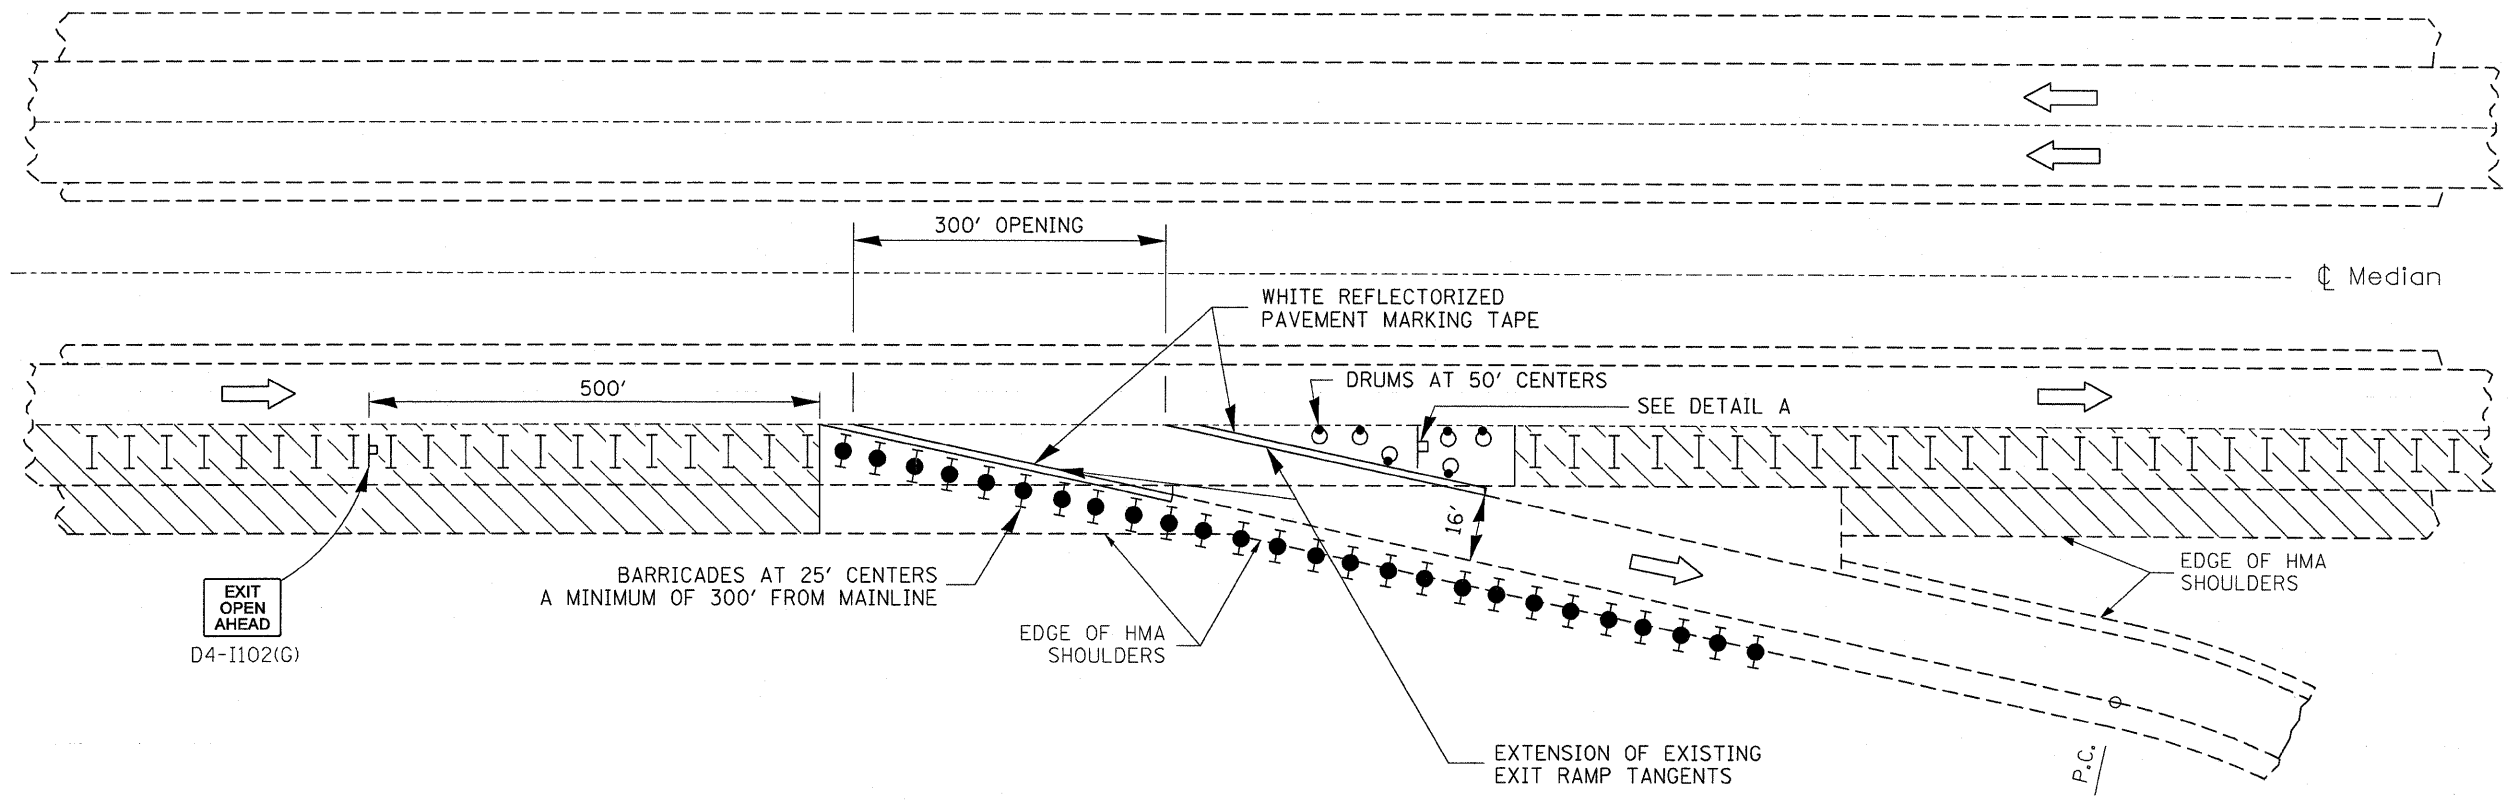 300' OPENING
℄ Median
WHITE REFLECTORIZED
PAVEMENT MARKING TAPE
500'
DRUMS AT 50' CENTERS
SEE DETAIL A
16'
BARRICADES AT 25' CENTERS
A MINIMUM OF 300' FROM MAINLINE
EDGE OF HMA
SHOULDERS
EXIT
OPEN
AHEAD
D4-I102(G)
EDGE OF HMA
SHOULDERS
EXTENSION OF EXISTING
EXIT RAMP TANGENTS
P.C.